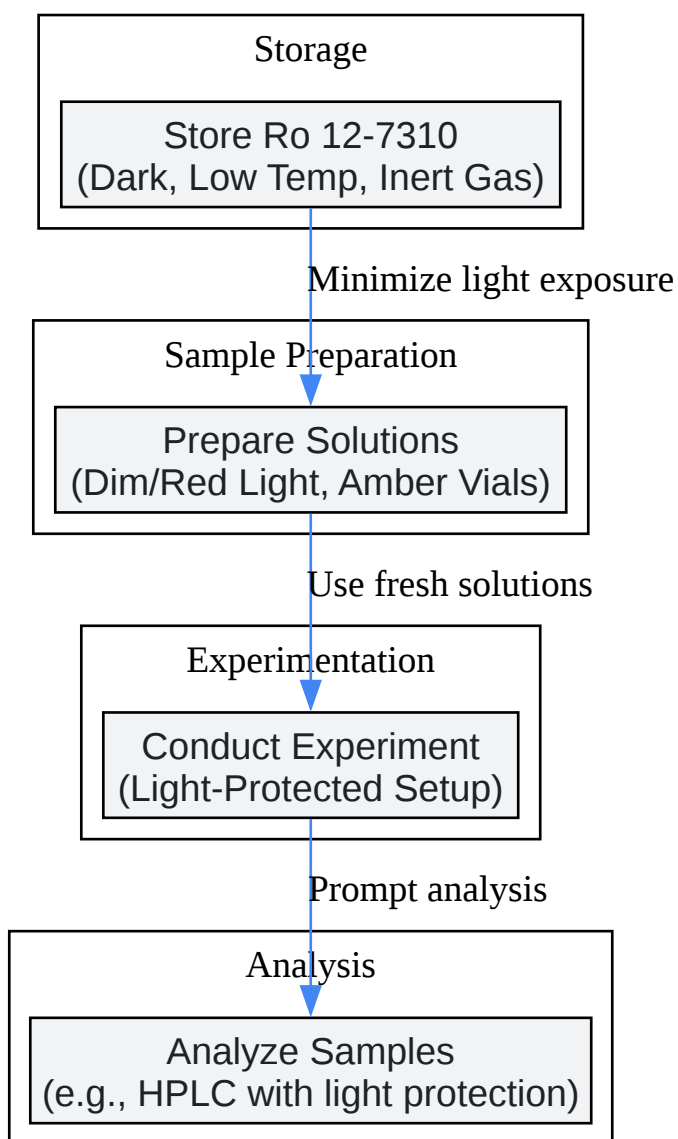 Storage
Store Ro 12-7310
(Dark, Low Temp, Inert Gas)
Minimize light exposure
Sample Preparation
Prepare Solutions
(Dim/Red Light, Amber Vials)
Use fresh solutions
Experimentation
Conduct Experiment
(Light-Protected Setup)
Prompt analysis
Analysis
Analyze Samples
(e.g., HPLC with light protection)